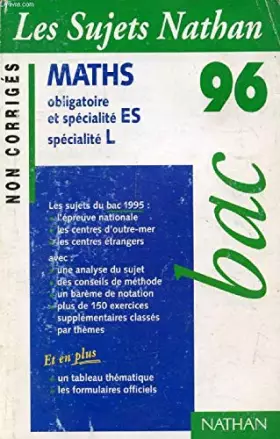 Les Sujets Nathan
NON CORRIGÉS
MATHS
obligatoire
et spécialité ES
spécialité L
96
bac
Les sujets du bac 1995 :
l'épreuve nationale
les centres d'outre-mer
les centres étrangers
avec :
une analyse du sujet
des conseils de méthode
un barème de notation
plus de 150 exercices
supplémentaires classés
par thèmes
Et en plus
un tableau thématique
les formulaires officiels
NATHAN